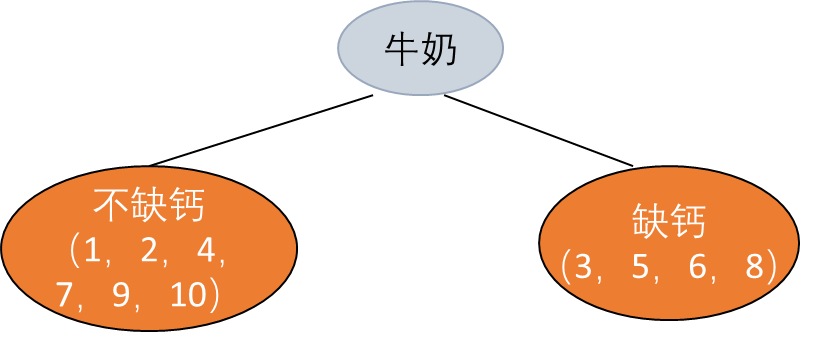 牛奶
不缺钙
（1，2，4，
7，9，10）
缺钙
（3，5，6，8）